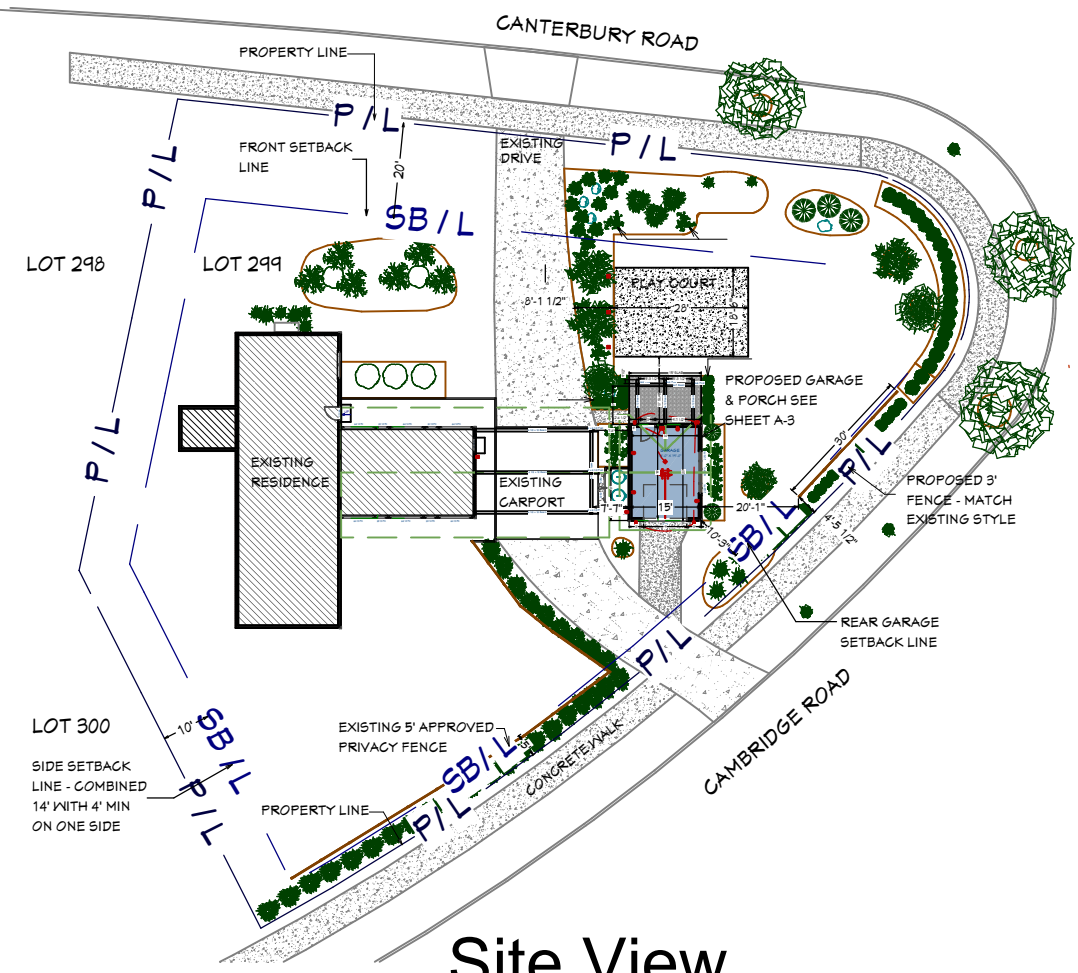 CANTERBURY ROAD
PROPERTY LINE
P/L
P/L
EXISTING
DRIVE
FRONT SETBACK
LINE
20'
P/L
SB/L
LOT 298
LOT 299
PLAY COURT
8'-1 1/2"
28'
PROPOSED GARAGE
& PORCH SEE
SHEET A-3
30'
P/L
P/L
EXISTING
RESIDENCE
EXISTING
CARPORT
GARAGE
7'-7"
15'
20'-1"
PROPOSED 3'
FENCE - MATCH
EXISTING STYLE
4'-5 1/2"
SB/L
10'-3"
REAR GARAGE
SETBACK LINE
P/L
LOT 300
10'
SB/L
EXISTING 5' APPROVED
PRIVACY FENCE
SB/L
CONCRETE WALK
CAMBRIDGE ROAD
SIDE SETBACK
LINE - COMBINED
14' WITH 4' MIN
ON ONE SIDE
P/L
PROPERTY LINE
P/L
Site View